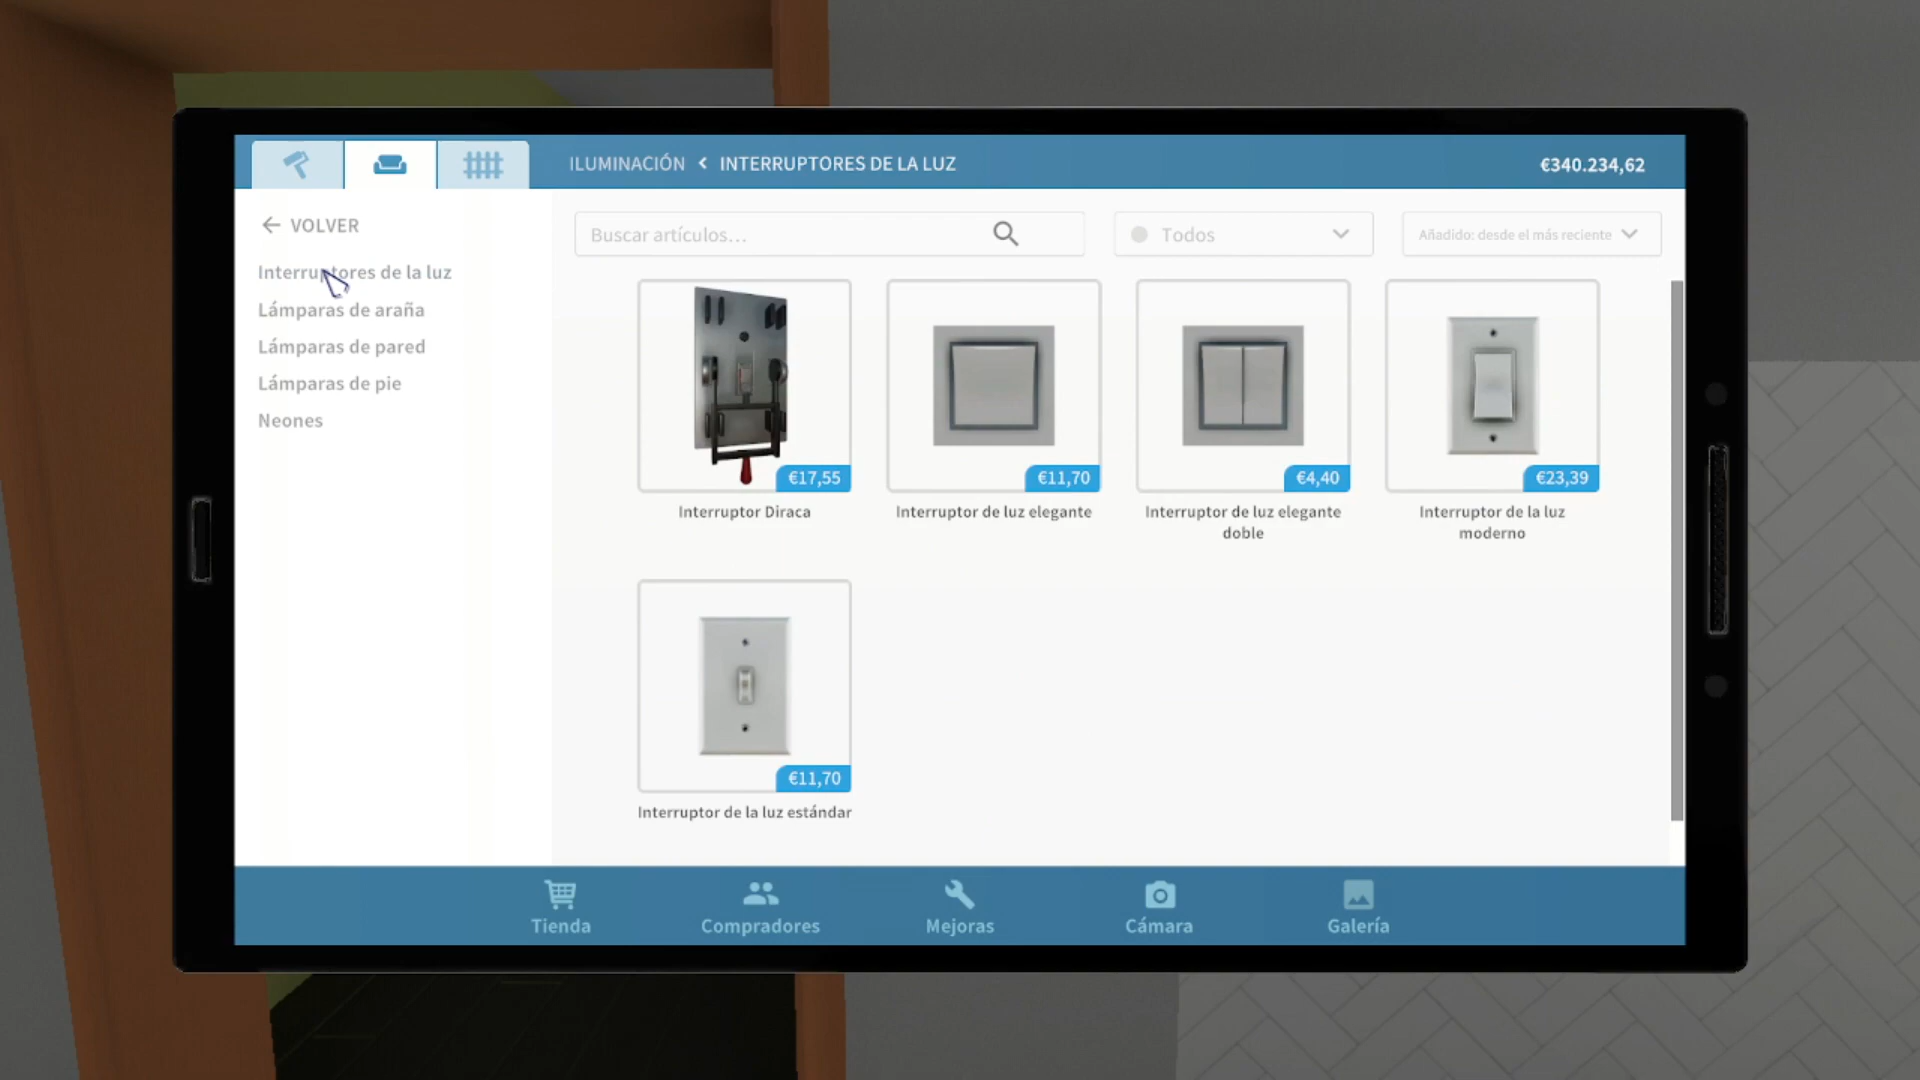 ILUMINACIÓN < INTERRUPTORES DE LA LUZ
€340.234,62
VOLVER
Interruptores de la luz
Lámparas de araña
Lámparas de pared
Lámparas de pie
Neones
Buscar artículos...
Todos
Añadido: desde el más reciente
€17,55
€11,70
€4,40
€23,39
Interruptor Diraca
Interruptor de luz elegante
Interruptor de luz elegante
doble
Interruptor de la luz
moderno
€11,70
Interruptor de la luz estándar
Tienda
Compradores
Mejoras
Cámara
Galería